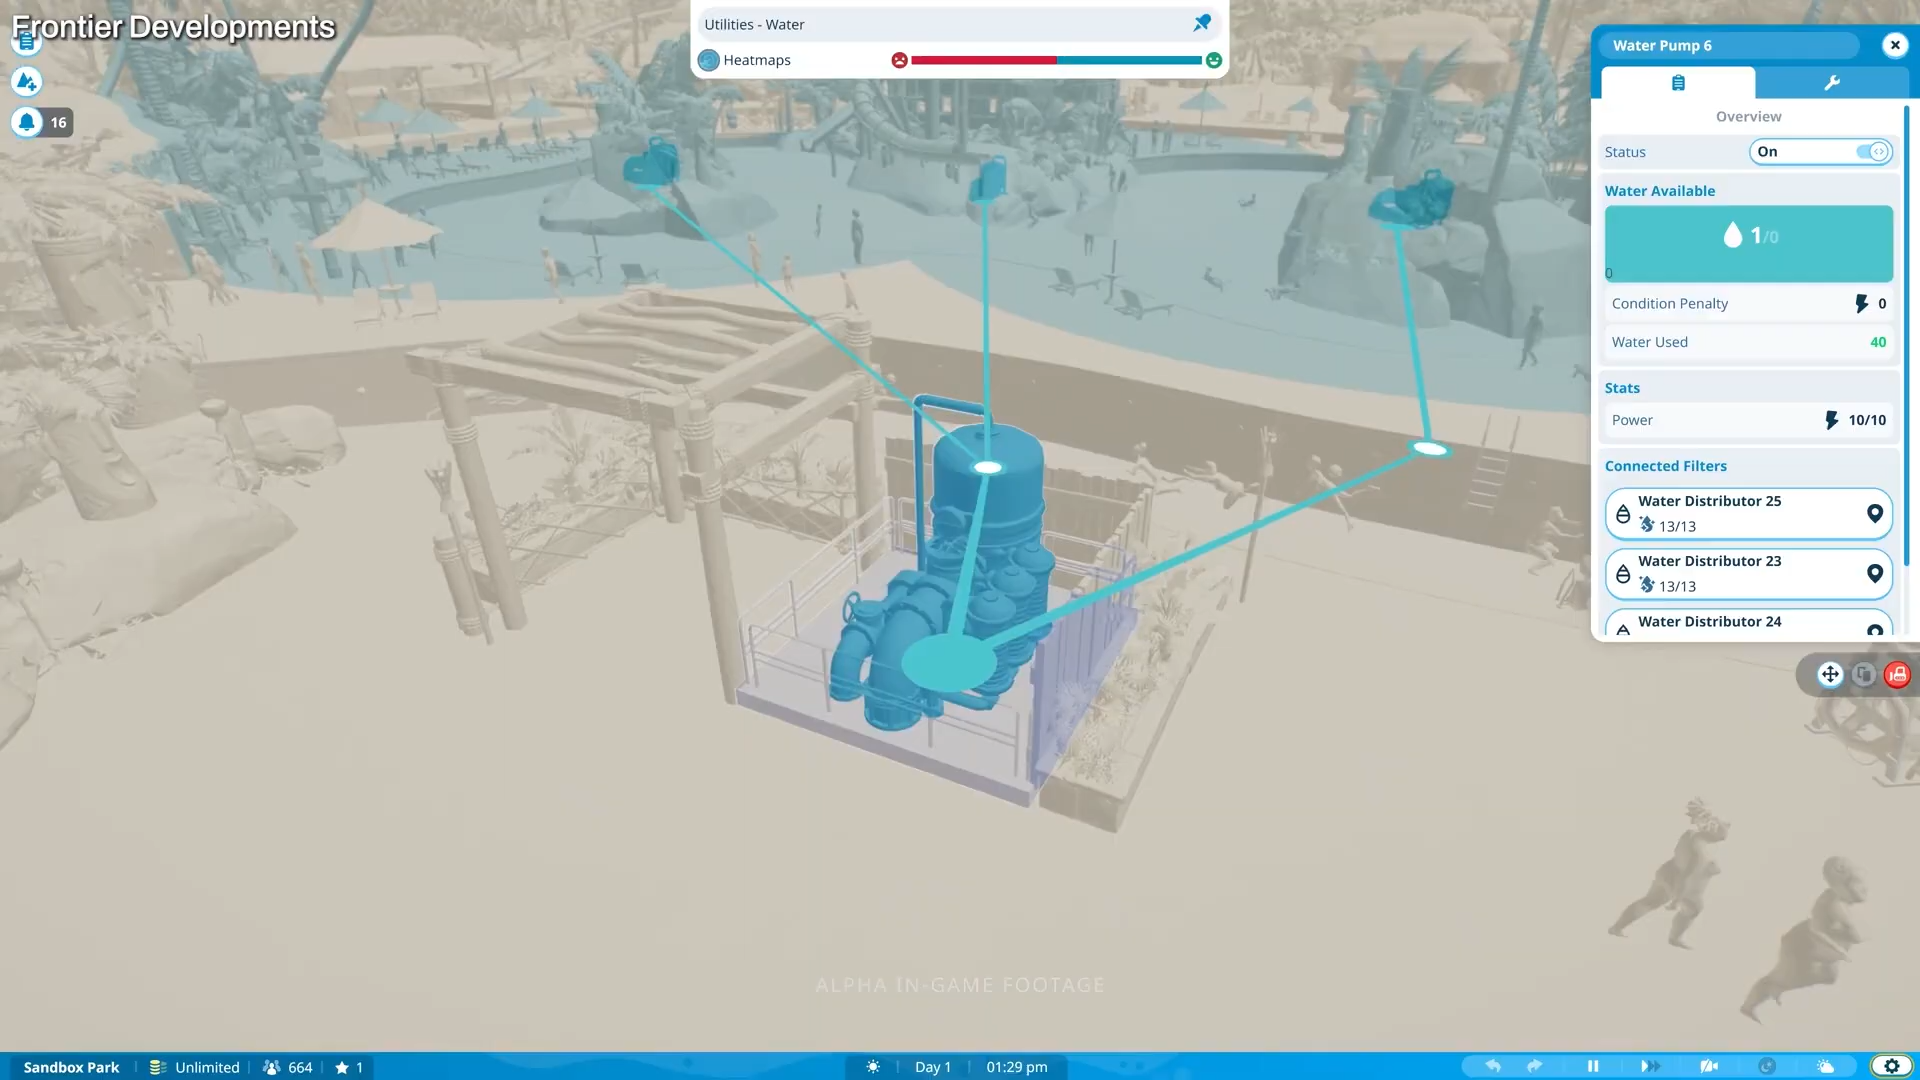 Frontier Developments
16
Utilities - Water
Heatmaps
Water Pump 6
Overview
Status
On
Water Available
1/0
0
Condition Penalty
0
Water Used
40
Stats
Power
10/10
Connected Filters
Water Distributor 25
13/13
Water Distributor 23
13/13
Water Distributor 24
ALPHA IN-GAME FOOTAGE
Sandbox Park
Unlimited
664
1
Day 1
01:29 pm